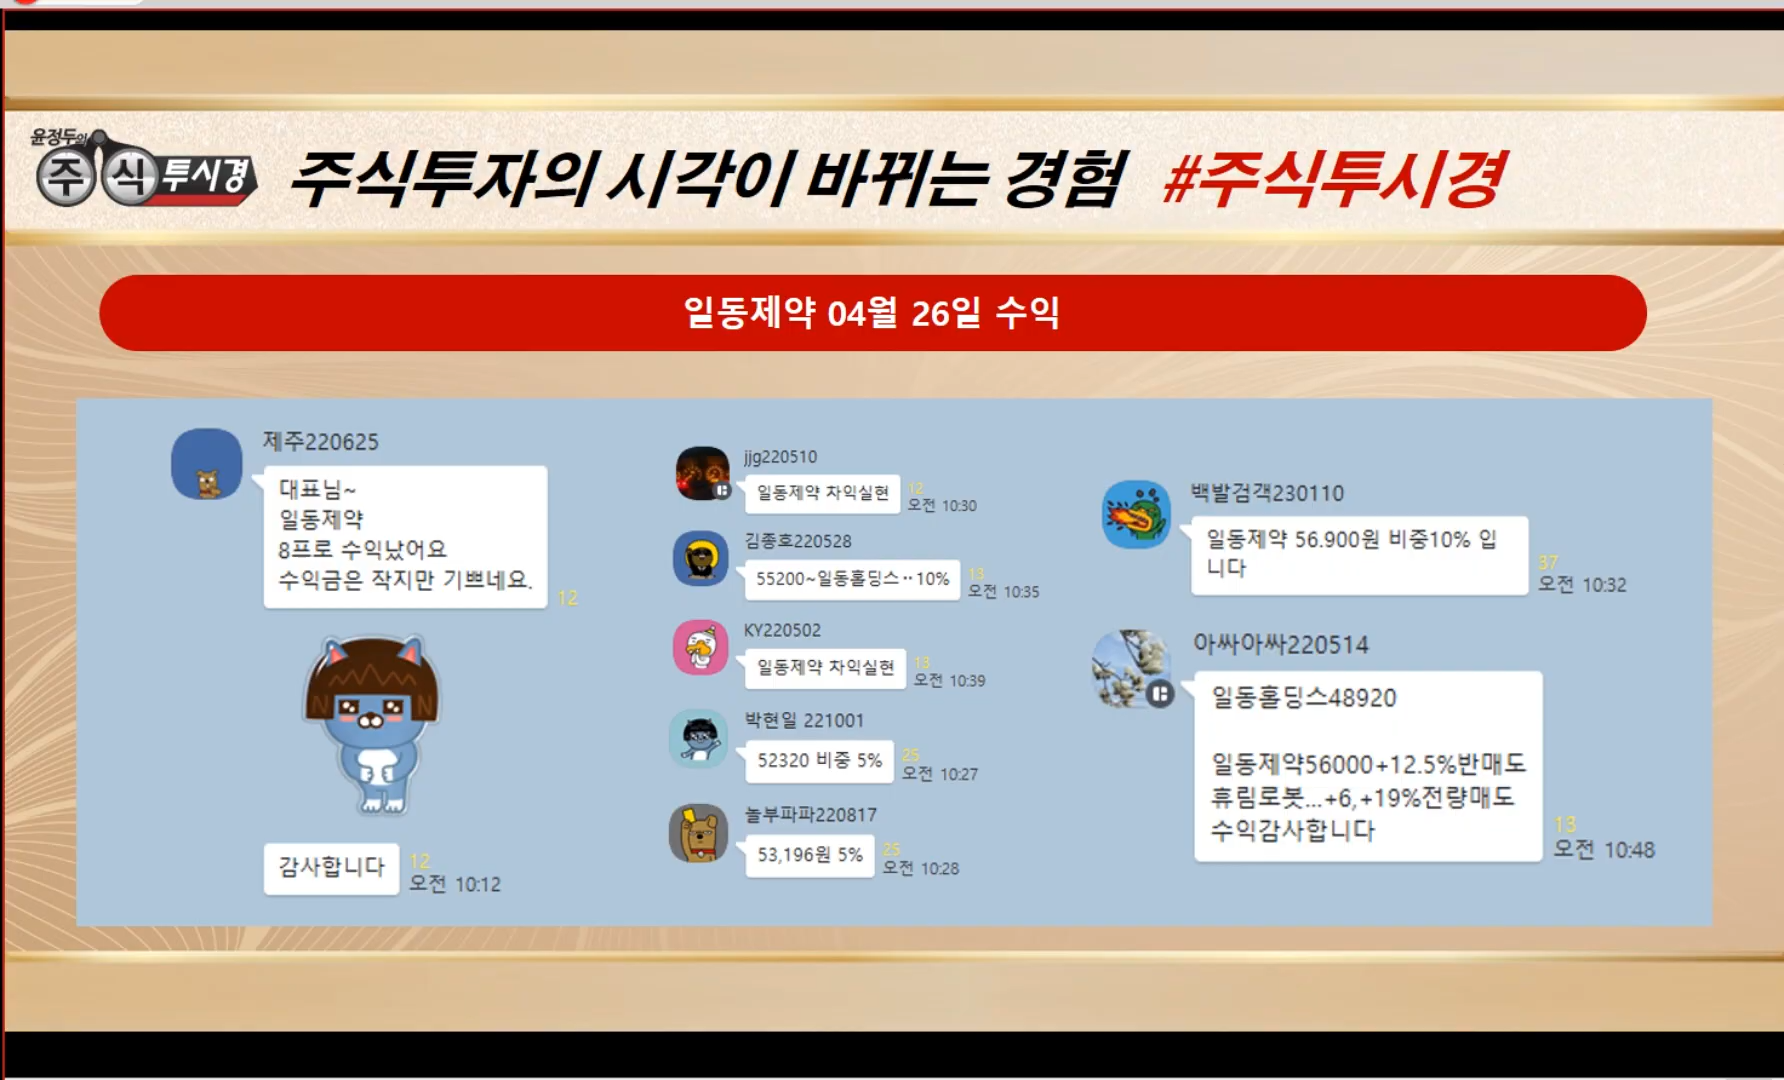 윤정두의
주식투시경
주식투자의 시각이 바뀌는 경험 #주식투시경
일동제약 04월 26일 수익
제주220625
대표님~
일동제약
8프로 수익났어요
수익금은 작지만 기쁘네요.
12
감사합니다
12
오전 10:12
jjg220510
일동제약 차익실현
12
오전 10:30
김종호220528
55200~일동홀딩스··10%
13
오전 10:35
KY220502
일동제약 차익실현
13
오전 10:39
박현일 221001
52320 비중 5%
25
오전 10:27
놀부파파220817
53,196원 5%
25
오전 10:28
백발검객230110
일동제약 56.900원 비중10% 입
니다
37
오전 10:32
아싸아싸220514
일동홀딩스48920
일동제약56000+12.5%반매도
휴림로봇...+6,+19%전량매도
수익감사합니다
13
오전 10:48